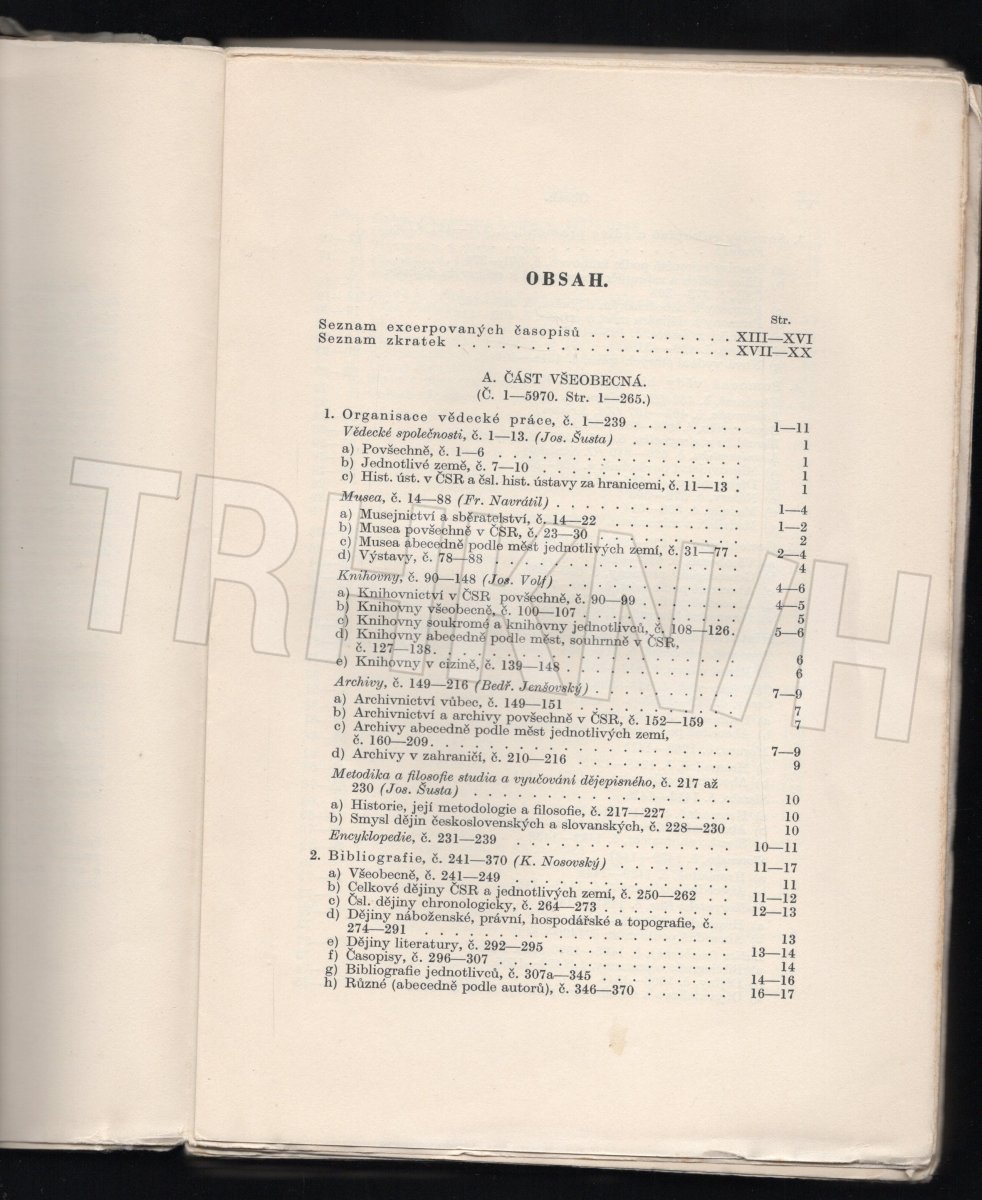 OBSAH.
Str.
Seznam excerpovaných časopisů . . . . . . . . . . XIII—XVI
Seznam zkratek . . . . . . . . . . . . . . . . . . . XVII—XX
A. ČÁST VŠEOBECNÁ.
(Č. 1—5970. Str. 1—265.)
1. Organisace vědecké práce, č. 1—239 . . . . . . . . 1—11
Vědecké společnosti, č. 1—13. (Jos. Šusta) . . . . . . . . 1
a) Povšechně, č. 1—6 . . . . . . . . . . . . . . . . 1
b) Jednotlivé země, č. 7—10 . . . . . . . . . . . . . 1
c) Hist. úst. v ČSR a čsl. hist. ústavy za hranicemi, č. 11—13 . 1
Musea, č. 14—88 (Fr. Navrátil) . . . . . . . . . . . . 1—4
a) Musejnictví a sběratelství, č. 14—22 . . . . . . . . . 1—2
b) Musea povšechně v ČSR, č. 23—30 . . . . . . . . . 2
c) Musea abecedně podle měst jednotlivých zemí, č. 31—77 . 2—4
d) Výstavy, č. 78—88 . . . . . . . . . . . . . . . . 4
Knihovny, č. 90—148 (Jos. Volf) . . . . . . . . . . . 4—6
a) Knihovnictví v ČSR povšechně, č. 90—99 . . . . . . . 4—5
b) Knihovny všeobecně, č. 100—107 . . . . . . . . . . 5
c) Knihovny soukromé a knihovny jednotlivců, č. 108—126. 5—6
d) Knihovny abecedně podle měst, souhrnně v ČSR,
č. 127—138. . . . . . . . . . . . . . . . . . . . 6
e) Knihovny v cizině, č. 139—148 . . . . . . . . . . . 6
Archivy, č. 149—216 (Bedř. Jenšovský) . . . . . . . . . 7—9
a) Archivnictví vůbec, č. 149—151 . . . . . . . . . . . 7
b) Archivnictví a archivy povšechně v ČSR, č. 152—159 . . 7
c) Archivy abecedně podle měst jednotlivých zemí,
č. 160—209. . . . . . . . . . . . . . . . . . . . 7—9
d) Archivy v zahraničí, č. 210—216 . . . . . . . . . . . 9
Metodika a filosofie studia a vyučování dějepisného, č. 217 až
230 (Jos. Šusta) . . . . . . . . . . . . . . . . . 10
a) Historie, její metodologie a filosofie, č. 217—227 . . . . 10
b) Smysl dějin československých a slovanských, č. 228—230 10
Encyklopedie, č. 231—239 . . . . . . . . . . . . . . 10—11
2. Bibliografie, č. 241—370 (K. Nosovský) . . . . . . . 11—17
a) Všeobecně, č. 241—249 . . . . . . . . . . . . . . 11
b) Celkové dějiny ČSR a jednotlivých zemí, č. 250—262 . . 11—12
c) Čsl. dějiny chronologicky, č. 264—273 . . . . . . . . 12—13
d) Dějiny náboženské, právní, hospodářské a topografie, č.
274—291 . . . . . . . . . . . . . . . . . . . . . 13
e) Dějiny literatury, č. 292—295 . . . . . . . . . . . . 13—14
f) Časopisy, č. 296—307 . . . . . . . . . . . . . . . 14
g) Bibliografie jednotlivců, č. 307a—345 . . . . . . . . . 14—16
h) Různé (abecedně podle autorů), č. 346—370 . . . . . . 16—17
TRHKNIH